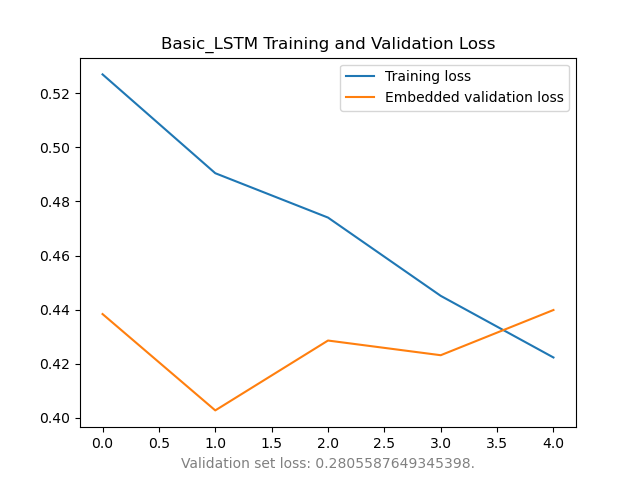 Basic_LSTM Training and Validation Loss
Training loss
Embedded validation loss
0.52
0.50
0.48
0.46
0.44
0.42
0.40
0.0 0.5 1.0 1.5 2.0 2.5 3.0 3.5 4.0
Validation set loss: 0.2805587649345398.